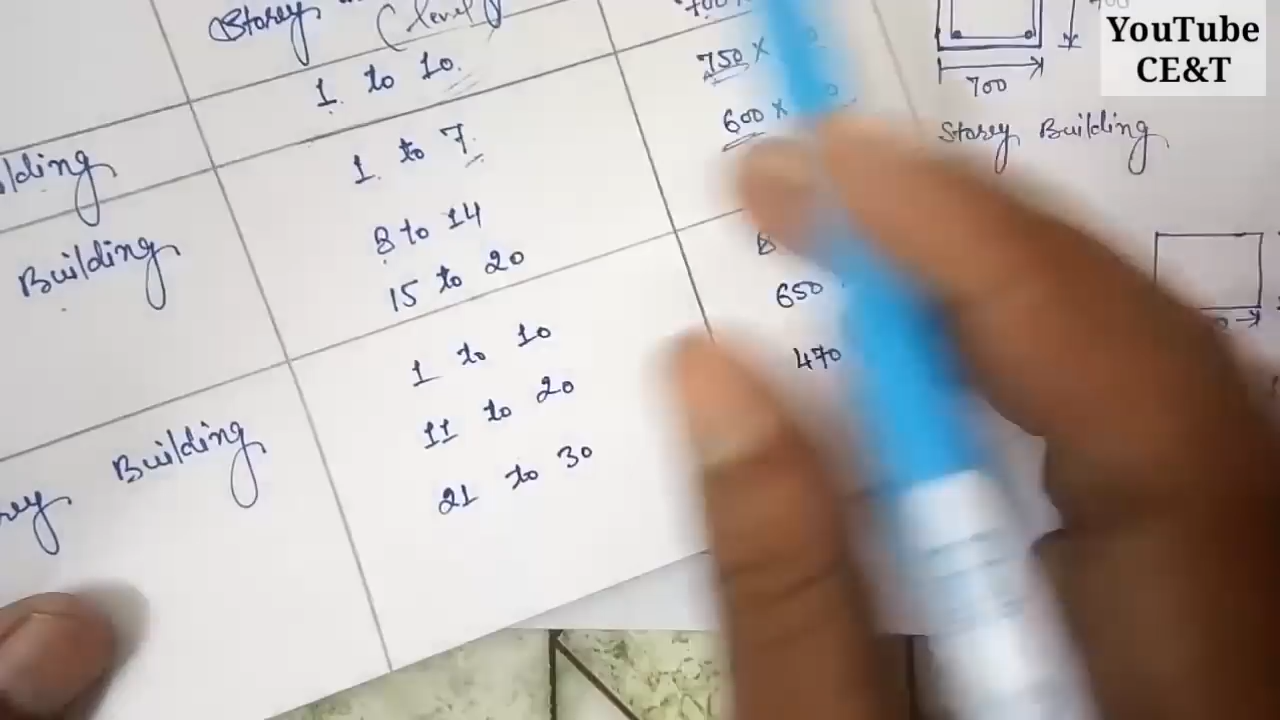 YouTube
CE&T
Storey
(level)
1 to 10.
700
750 X
600 X
Storey Building
Building
1 to 7.
8 to 14
15 to 20
650
470
1 to 10
11 to 20
21 to 30
Building